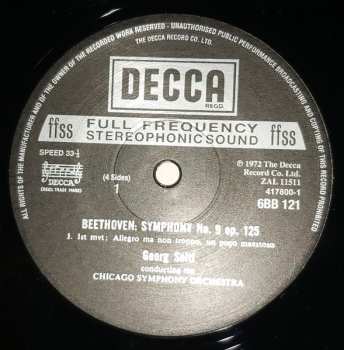 ALL RIGHTS OF THE MANUFACTURER AND OF THE OWNER OF THE RECORDED WORK RESERVED · UNAUTHORISED PUBLIC PERFORMANCE BROADCASTING AND COPYING OF THIS RECORD PROHIBITED
THE DECCA RECORD CO. LTD.
DECCA
REGD.
ffss FULL FREQUENCY ffss
STEREOPHONIC SOUND
SPEED 33⅓
DECCA
(REGD. TRADE MARK)
(4 Sides)
1
℗ 1972 The Decca
Record Co. Ltd.
ZAL 11511
417800-1
6BB 121
BEETHOVEN: SYMPHONY No. 9 op. 125
1. 1st mvt; Allegro ma non troppo, un poco maestoso
Georg Solti
conducting the
CHICAGO SYMPHONY ORCHESTRA